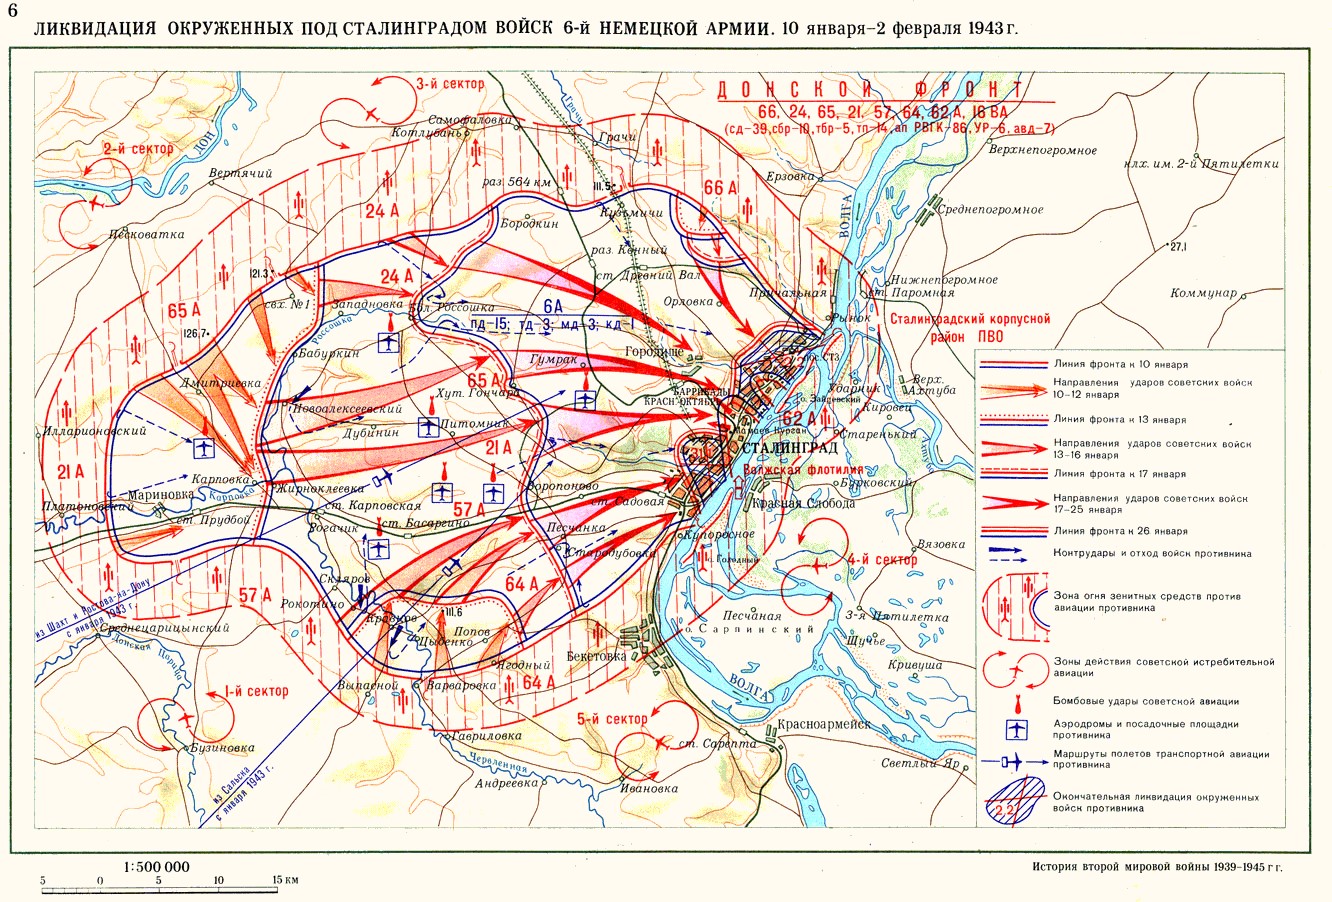 6
ЛИКВИДАЦИЯ ОКРУЖЕННЫХ ПОД СТАЛИНГРАДОМ ВОЙСК 6-й НЕМЕЦКОЙ АРМИИ. 10 января–2 февраля 1943 г.
ДОНСКОЙ ФРОНТ
66, 24, 65, 21, 57, 64, 62 А, 16 ВА
(сд-39, сбр-10, тбр-5, тп-14, ап РВГК-86, УР-6, авд-7)
3-й сектор
2-й сектор
ДОН
Самофаловка
Котлубань
Грачи
Грачи
Вертячий
Песковатка
раз. 564 км
111.5
66 А
Ерзовка
Верхнепогромное
клх. им. 2-й Пятилетки
ВОЛГА
Среднепогромное
24 А
Бородкин
Кузьмичи
раз. Конный
27.1
121.3
24 А
ст. Древний Вал
Нижнепогромное
ст. Паромная
Коммунар
свх. №1
Западновка
Бол. Россошка
6А
пд-15; тд-3; мд-3; кд-1
Орловка
Причальная
Рынок
65 А
Россошка
126.7
Бабуркин
Гумрак
Городище
пос. СТЗ
Сталинградский корпусной
район ПВО
Дмитриевка
65 А
Хут. Гончара
БАРРИКАДЫ
КРАСН. ОКТЯБРЬ
Ударник
о. Зайцевский
Верх.
Ахтуба
Кировец
Новоалексеевский
Дубинин
Питомник
62 А
Мамаев Курган
Старенький
Илларионовский
21 А
21 А
СТАЛИНГРАД
31.1
Волжская флотилия
Бурковский
Карповка
Карповка
Жирноклеевка
Мариновка
Воропоново
ст. Садовая
Красная Слобода
Платоновский
ст. Прудбой
ст. Карповская
57 А
Рогачик
ст. Басаргино
Песчанка
Купоросное
Стародубовка
о. Голодный
4-й сектор
Вязовка
Скляров
64 А
57 А
из Шахт и Ростова-на-Дону
с января 1943 г.
Рокотино
111.6
Кравцов
Цыбенко
Попов
Песчаная
о. Сарпинский
3-я Пятилетка
Щучье
Среднецарицынский
Донская Царица
Бекетовка
Ягодный
Кривуша
1-й сектор
Выпасной
Варваровка
64 А
ВОЛГА
5-й сектор
Красноармейск
Бузиновка
Гавриловка
ст. Сарепта
Червленная
Светлый Яр
Андреевка
Ивановка
из Сальска
с января 1943 г.
Линия фронта к 10 января
Направления ударов советских войск
10–12 января
Линия фронта к 13 января
Направления ударов советских войск
13–16 января
Линия фронта к 17 января
Направления ударов советских войск
17–25 января
Линия фронта к 26 января
Контрудары и отход войск противника
Зона огня зенитных средств против
авиации противника
Зоны действия советской истребительной
авиации
Бомбовые удары советской авиации
Аэродромы и посадочные площадки
противника
Маршруты полетов транспортной авиации
противника
2.2
Окончательная ликвидация окруженных
войск противника
1:500 000
5 0 5 10 15 км
История второй мировой войны 1939–1945 г г.